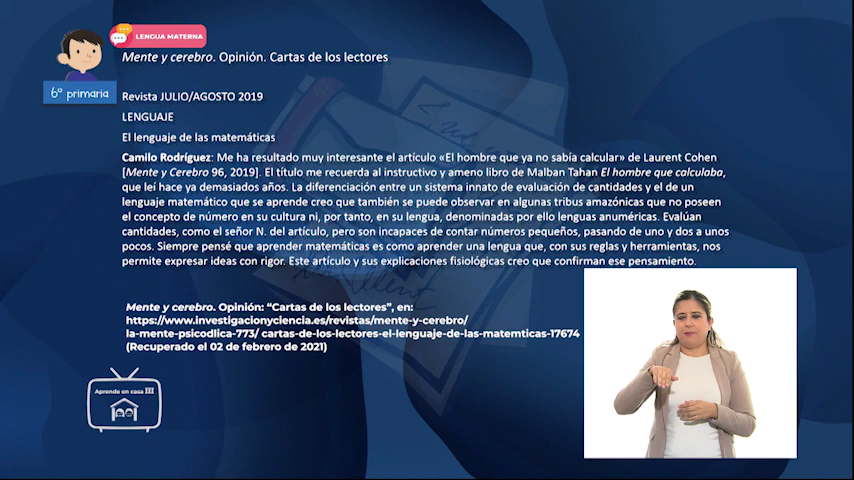 LENGUA MATERNA
Mente y cerebro. Opinión. Cartas de los lectores
6° primaria
Revista JULIO/AGOSTO 2019
LENGUAJE
El lenguaje de las matemáticas
Camilo Rodríguez: Me ha resultado muy interesante el artículo «El hombre que ya no sabía calcular» de Laurent Cohen
[Mente y Cerebro 96, 2019]. El título me recuerda al instructivo y ameno libro de Malban Tahan El hombre que calculaba,
que leí hace ya demasiados años. La diferenciación entre un sistema innato de evaluación de cantidades y el de un
lenguaje matemático que se aprende creo que también se puede observar en algunas tribus amazónicas que no poseen
el concepto de número en su cultura ni, por tanto, en su lengua, denominadas por ello lenguas anuméricas. Evalúan
cantidades, como el señor N. del artículo, pero son incapaces de contar números pequeños, pasando de uno y dos a unos
pocos. Siempre pensé que aprender matemáticas es como aprender una lengua que, con sus reglas y herramientas, nos
permite expresar ideas con rigor. Este artículo y sus explicaciones fisiológicas creo que confirman ese pensamiento.
Mente y cerebro. Opinión: "Cartas de los lectores", en:
https://www.investigacionyciencia.es/revistas/mente-y-cerebro/
la-mente-psicodlica-773/ cartas-de-los-lectores-el-lenguaje-de-las-matemticas-17674
(Recuperado el 02 de febrero de 2021)
Aprende en casa III